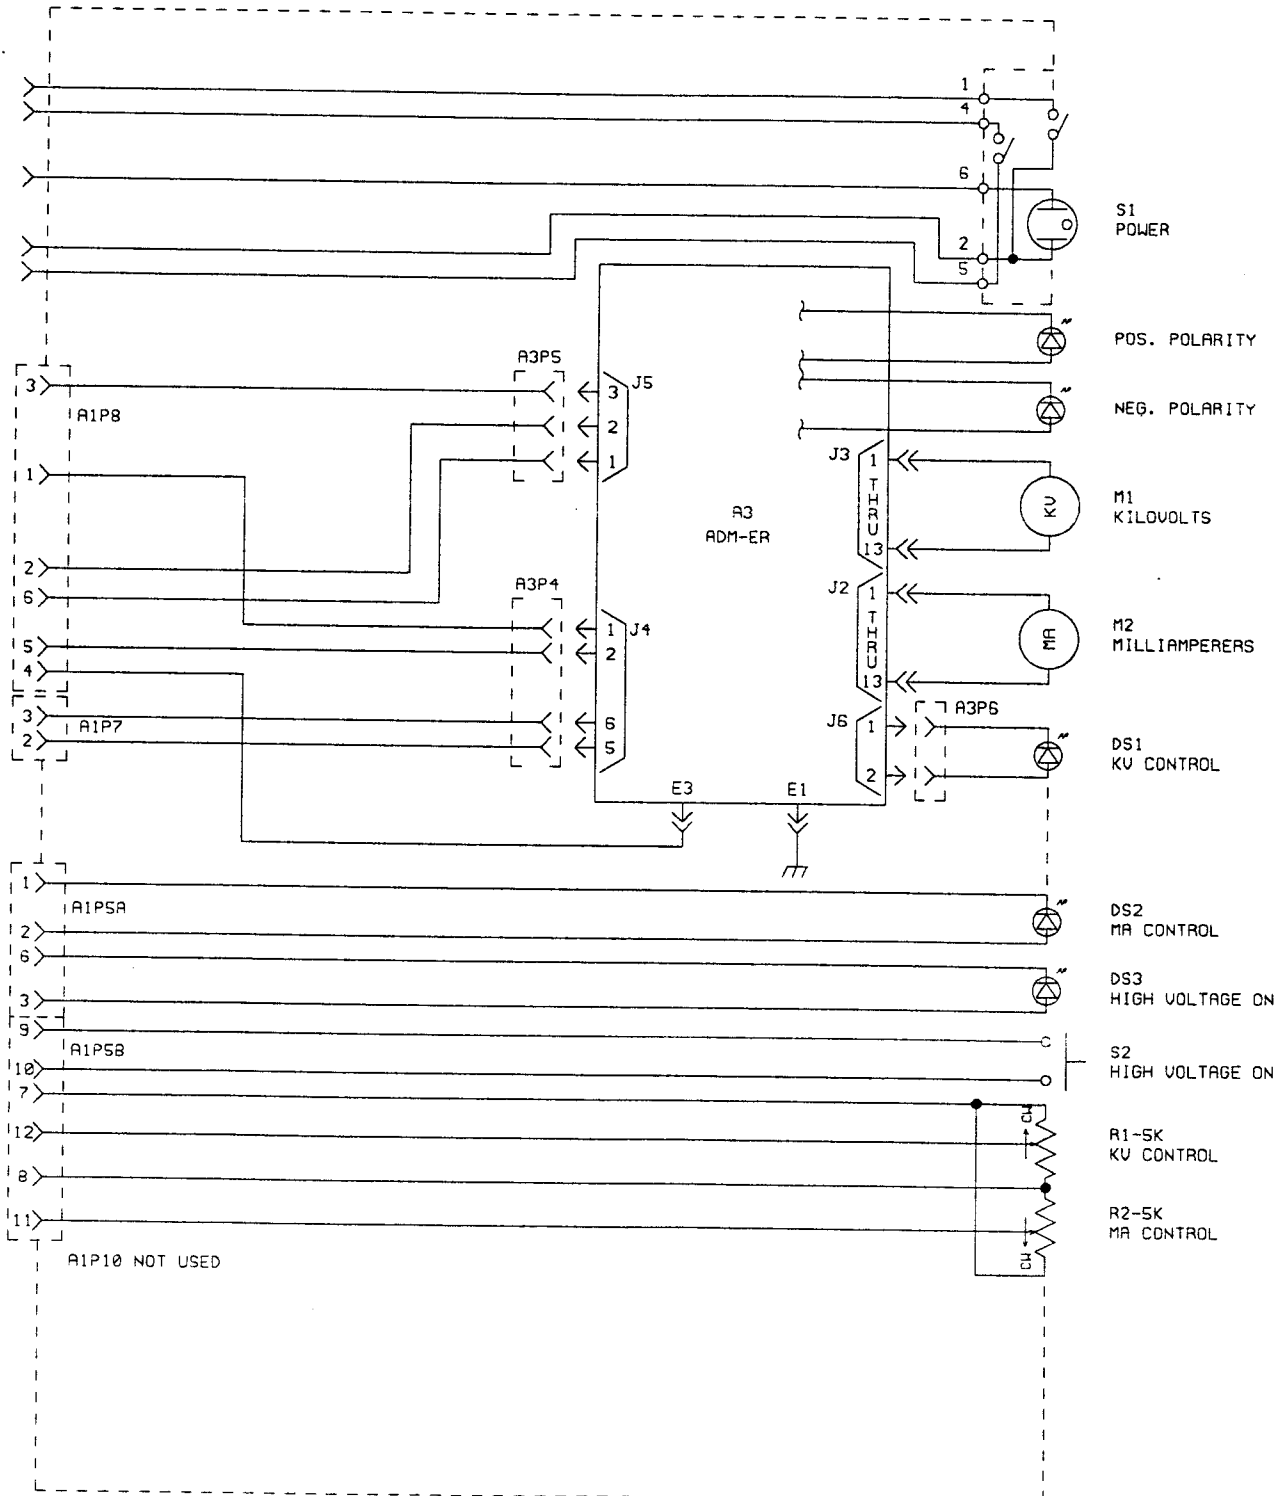 1
4
6
S1
POWER
2
5
POS. POLARITY
A3P5
3
J5
3
A1P8
2
NEG. POLARITY
1
J3
1
THRU
13
1
A3
ADM-ER
KV
M1
KILOVOLTS
2
6
A3P4
J2
1
THRU
13
1
J4
2
MA
M2
MILLIAMPERERS
5
4
3
A1P7
2
6
5
J6
1
2
A3P6
DS1
KV CONTROL
E3
E1
1
A1P5A
2
DS2
MA CONTROL
6
3
DS3
HIGH VOLTAGE ON
9
A1P5B
10
S2
HIGH VOLTAGE ON
7
12
CW
R1-5K
KV CONTROL
8
11
CW
R2-5K
MA CONTROL
A1P10 NOT USED